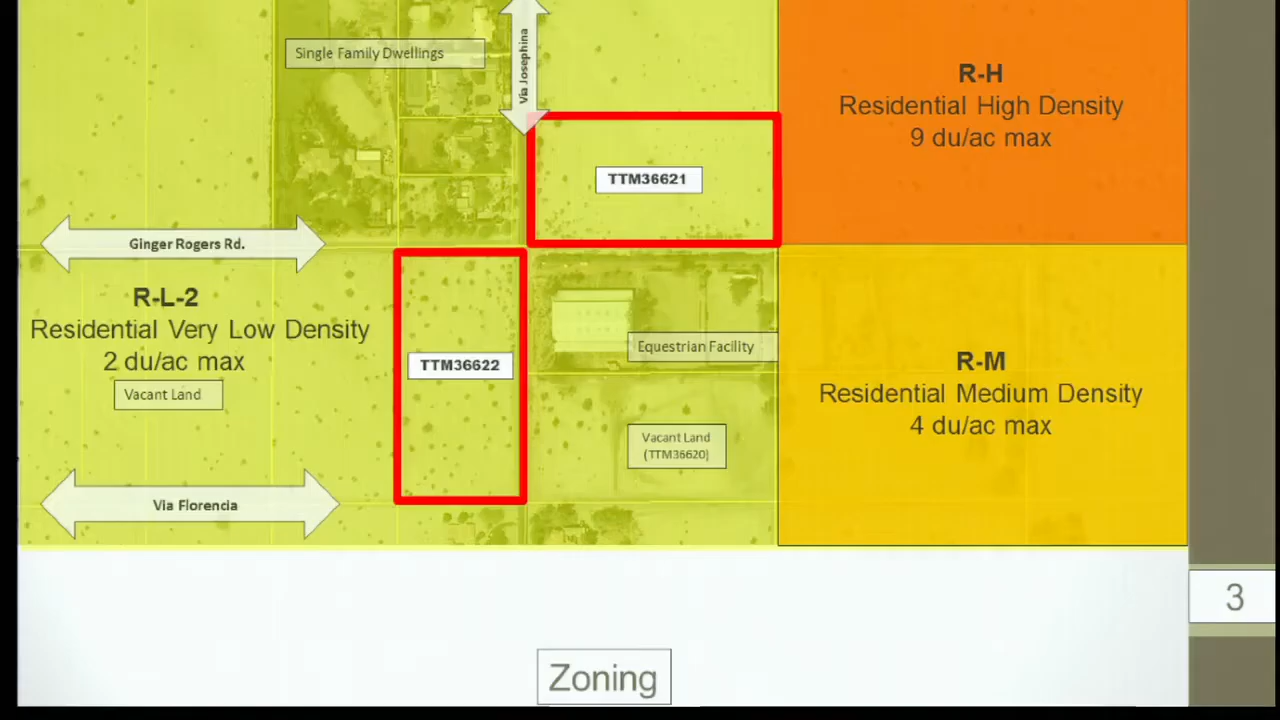 Single Family Dwellings
Via Josephina
R-H
Residential High Density
9 du/ac max
TTM36621
Ginger Rogers Rd.
R-L-2
Residential Very Low Density
2 du/ac max
Vacant Land
TTM36622
Equestrian Facility
R-M
Residential Medium Density
4 du/ac max
Vacant Land
(TTM36620)
Via Florencia
3
Zoning